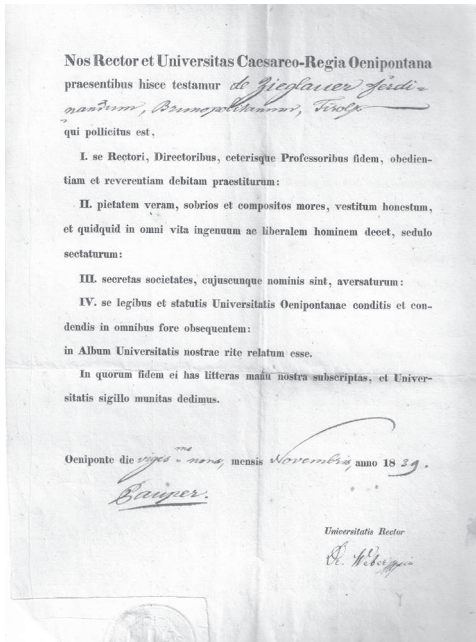 Nos Rector et Universitas Caesareo-Regia Oenipontana
praesentibus hisce testamur de Zieglauer Ferdi-
nandum, Brunopolitanum, Tirol.
qui pollicitus est,
I. se Rectori, Directoribus, ceterisque Professoribus fidem, obedien-
tiam et reverentiam debitam praestiturum:
II. pietatem veram, sobrios et compositos mores, vestitum honestum,
et quidquid in omni vita ingenuum ac liberalem hominem decet, sedulo
sectaturum:
III. secretas societates, cujuscunque nominis sint, aversaturum:
IV. se legibus et statutis Universitatis Oenipontanae conditis et con-
dendis in omnibus fore obsequentem:
in Album Universitatis nostrae rite relatum esse.
In quorum fidem ei has litteras manu nostra subscriptas, et Univer-
sitatis sigillo munitas dedimus.
Oeniponte die nona, mensis Novembris, anno 1839.
Pauper.
Universitatis Rector
Dr. Weber